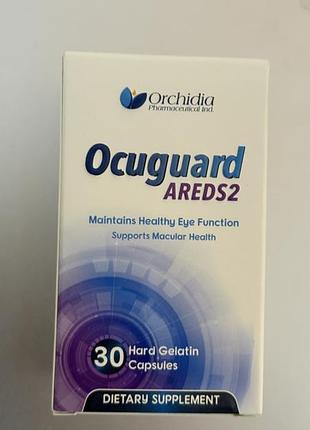 Orchidia
Pharmaceutical Ind.
Ocuguard
AREDS2
Maintains Healthy Eye Function
Supports Macular Health
30 Hard Gelatin
Capsules
DIETARY SUPPLEMENT